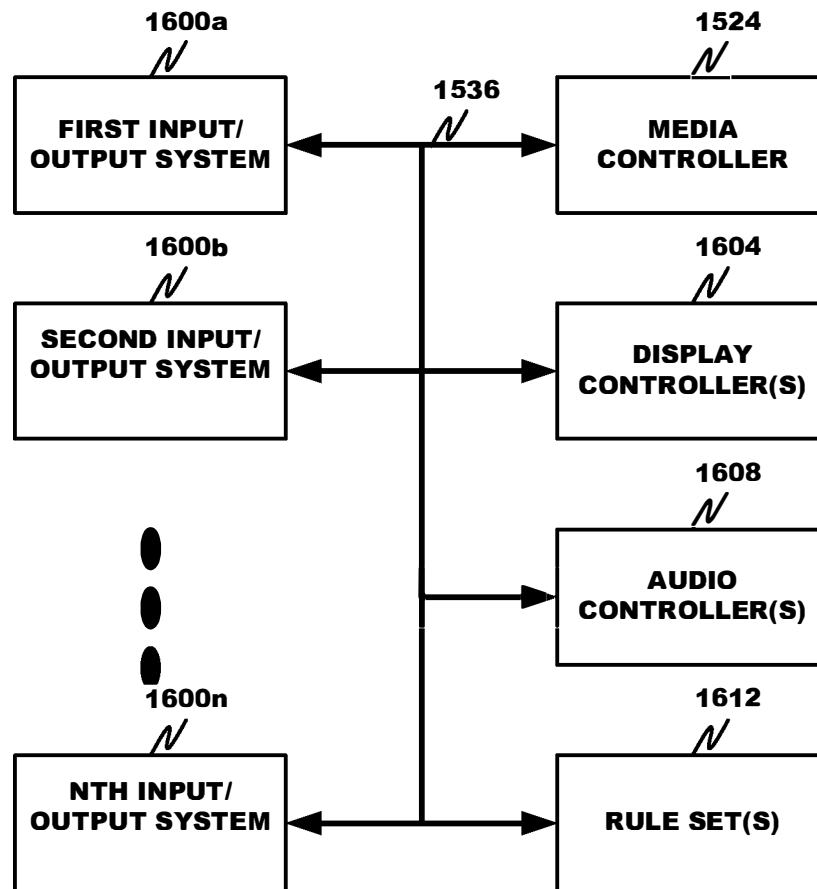 1600a
1524
FIRST INPUT/
OUTPUT SYSTEM
1536
MEDIA
CONTROLLER
1600b
1604
SECOND INPUT/
OUTPUT SYSTEM
DISPLAY
CONTROLLER(S)
1608
AUDIO
CONTROLLER(S)
1600n
1612
NTH INPUT/
OUTPUT SYSTEM
RULE SET(S)